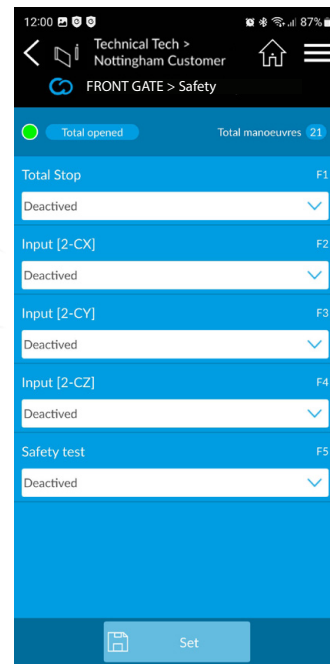 12:00 87%
Technical Tech >
Nottingham Customer
FRONT GATE > Safety
Total opened Total manoeuvres 21
Total Stop F1
Deactived
Input [2-CX] F2
Deactived
Input [2-CY] F3
Deactived
Input [2-CZ] F4
Deactived
Safety test F5
Deactived
Set